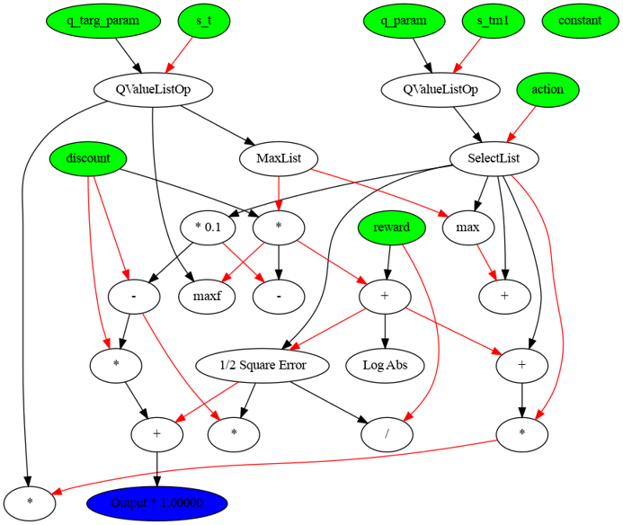 q_targ_param s_t q_param s_tm1 constant
QValueListOp QValueListOp action
discount MaxList SelectList
* 0.1 * reward max
- maxf - + +
* 1/2 Square Error Log Abs +
+ * / *
* Output * 1.00000